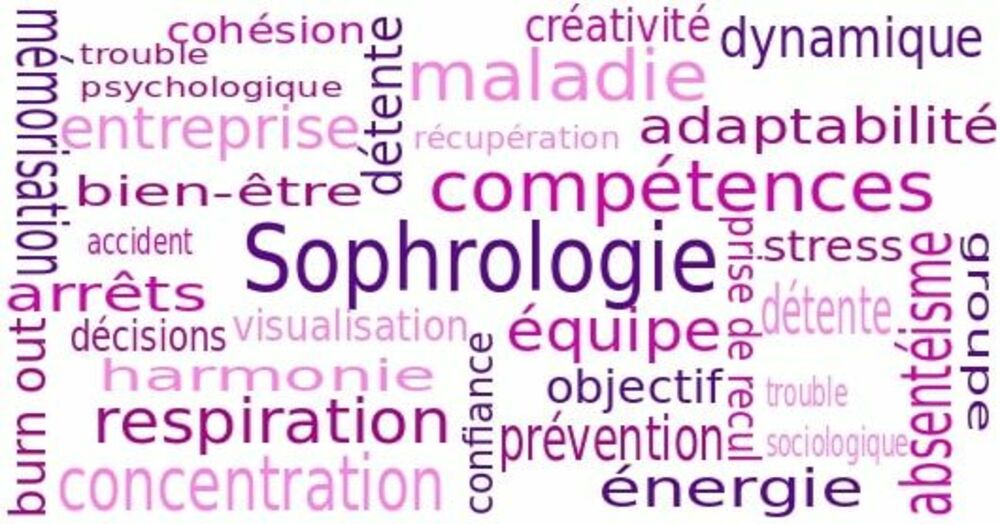 mémorisation
cohésion
trouble
psychologique
détente
créativité
dynamique
maladie
entreprise
récupération
adaptabilité
bien-être
compétences
accident
Sophrologie
prise de recul
stress
absentéisme
groupe
arrêts
décisions
visualisation
équipe
détente
burn out
harmonie
confiance
objectif
trouble
sociologique
respiration
prévention
concentration
énergie